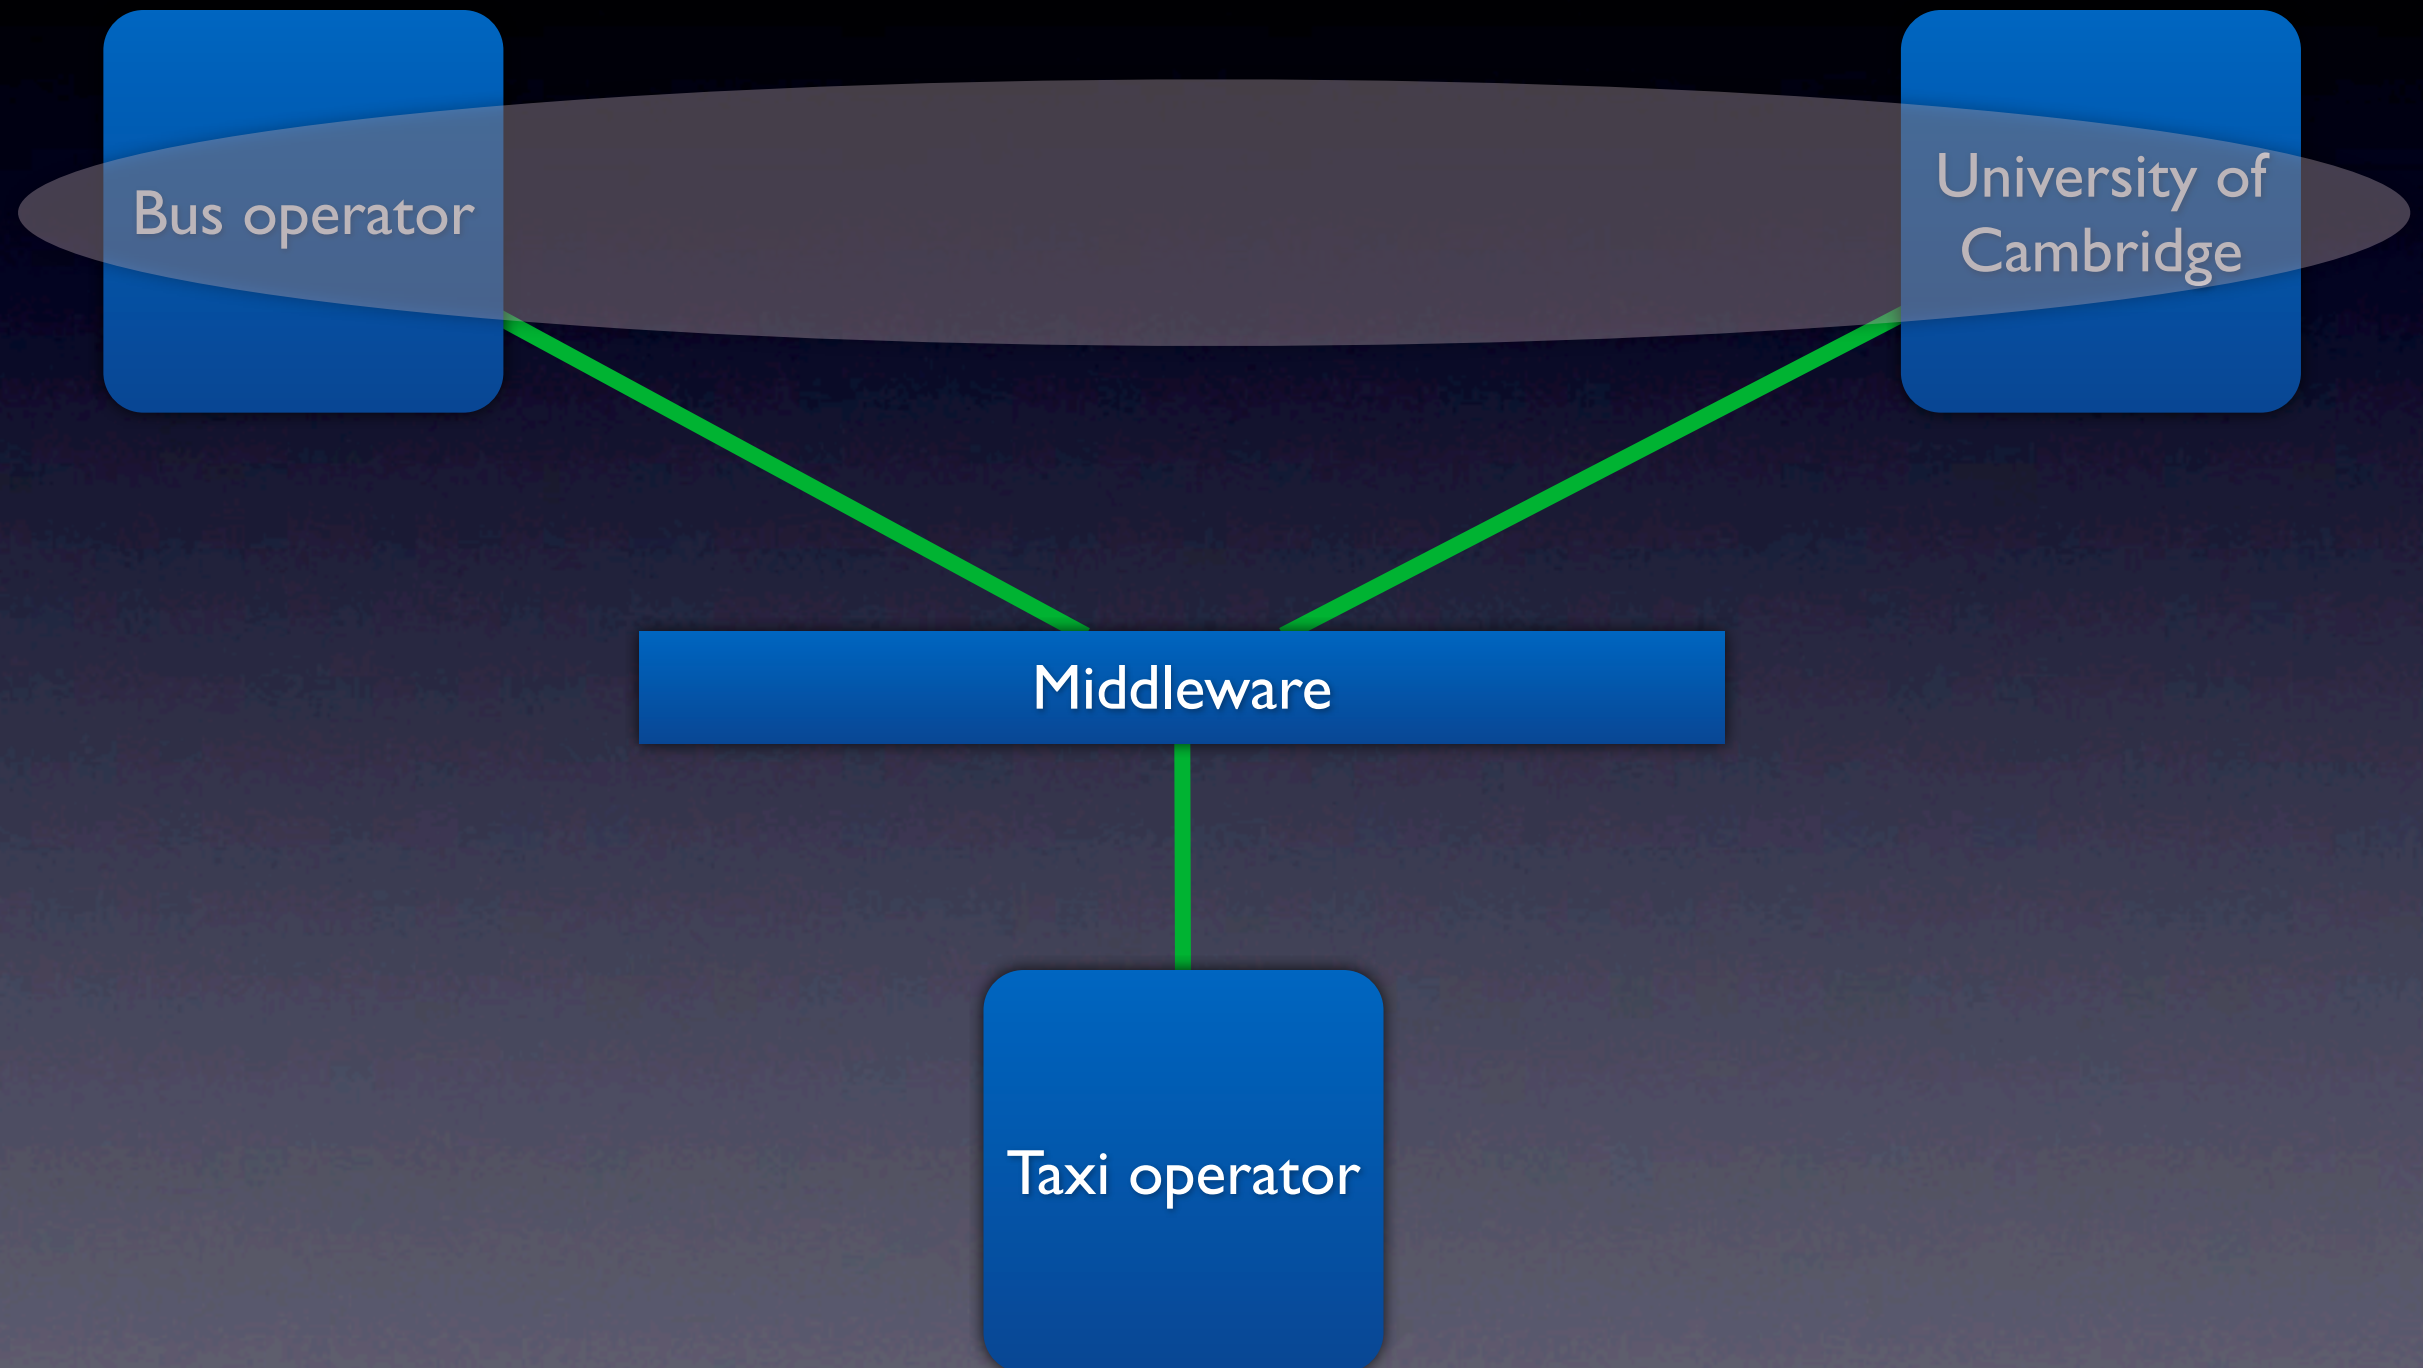 Bus operator
University of
Cambridge
Middleware
Taxi operator